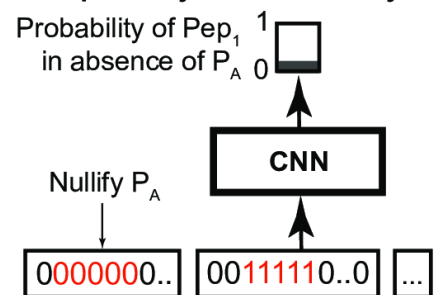 Probability of Pep1 1
in absence of PA 0
CNN
Nullify PA
0000000.. 00111110..0 ...